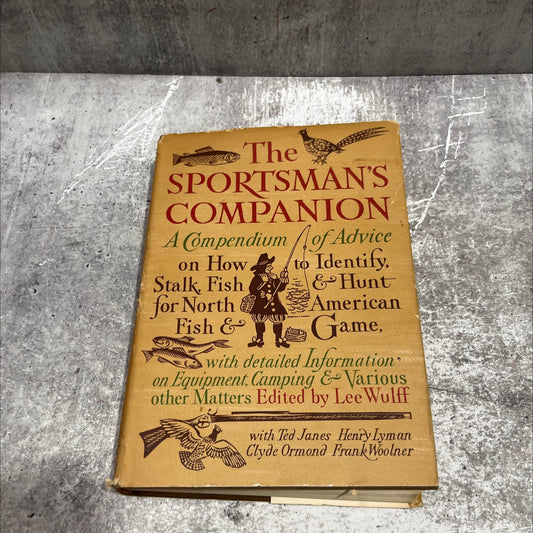 The
SPORTSMAN'S
COMPANION
A Compendium of Advice
on How to Identify,
Stalk, Fish & Hunt
for North American
Fish & Game,
with detailed Information
on Equipment, Camping & Various
other Matters Edited by Lee Wulff
with Ted Janes Henry Lyman
Clyde Ormond Frank Woolner